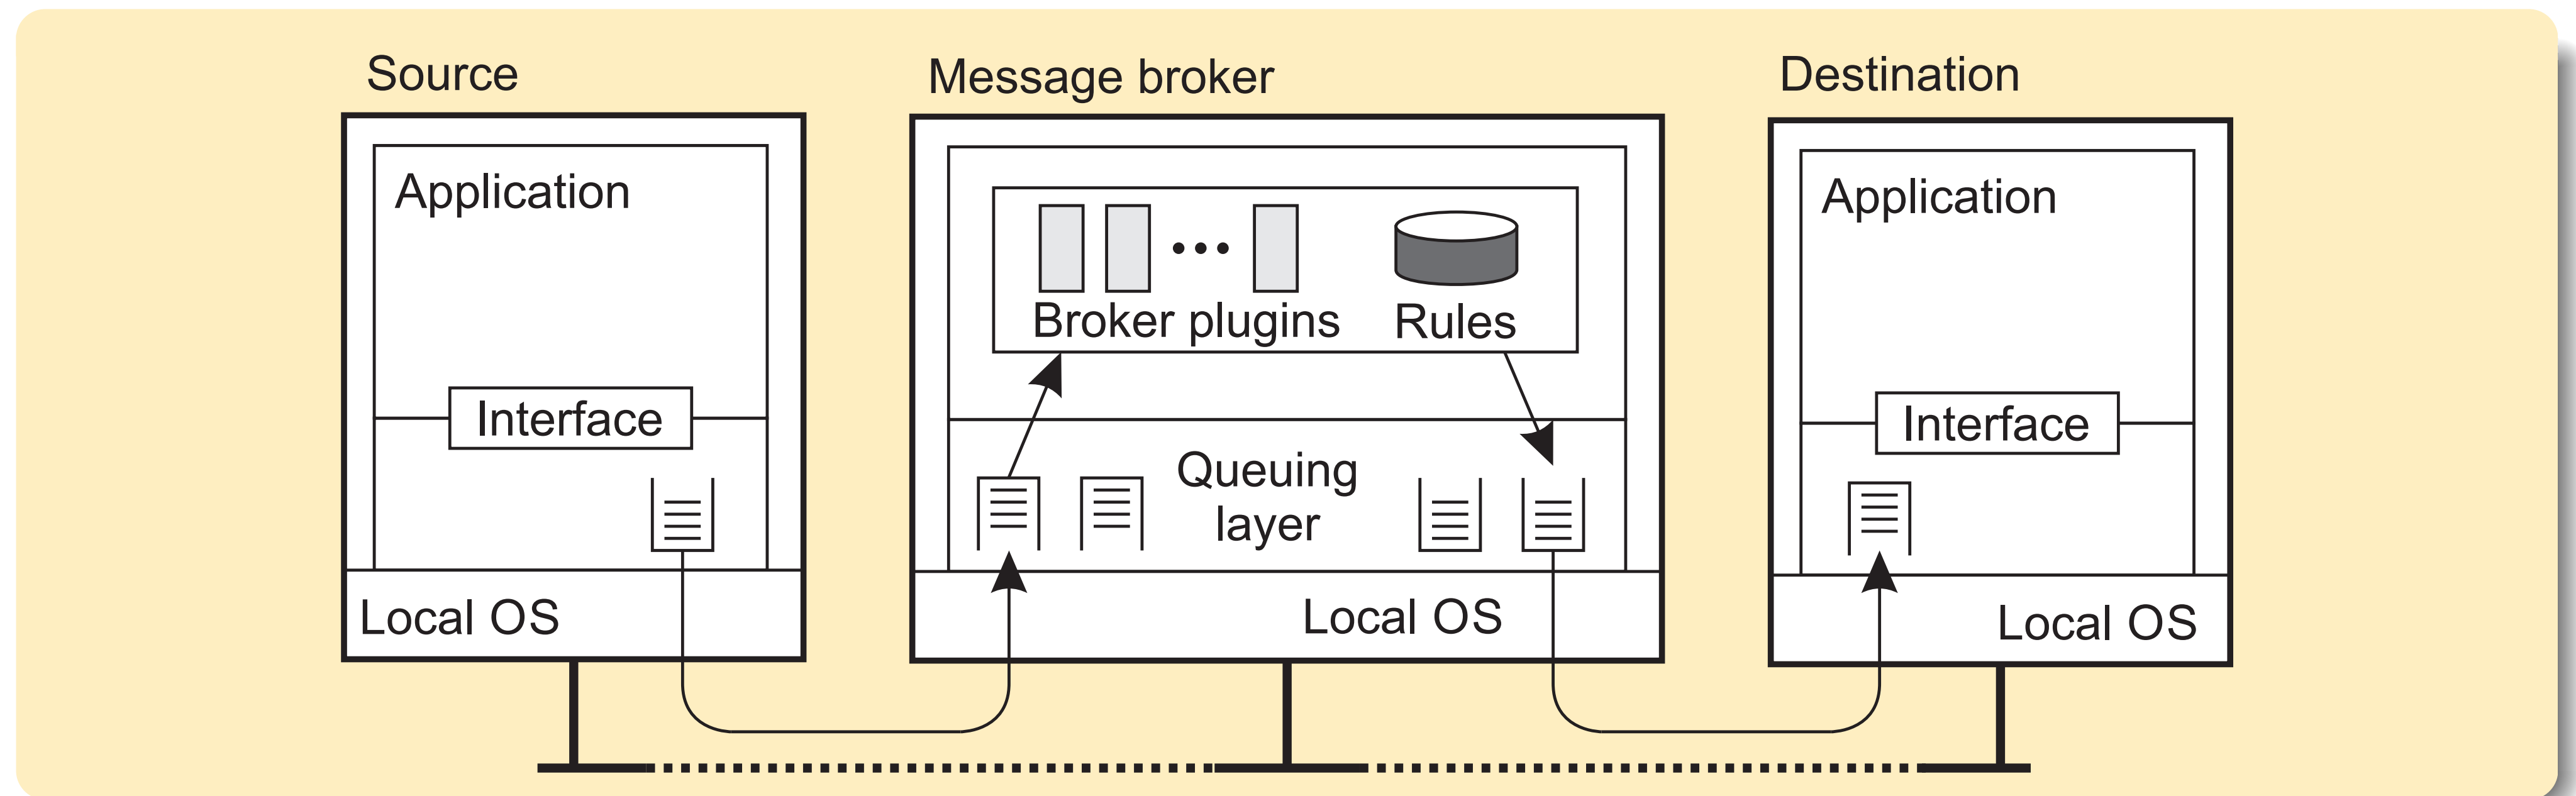 Source
Message broker
Destination
Application
Interface
Local OS
Broker plugins
Rules
Queuing
layer
Local OS
Application
Interface
Local OS